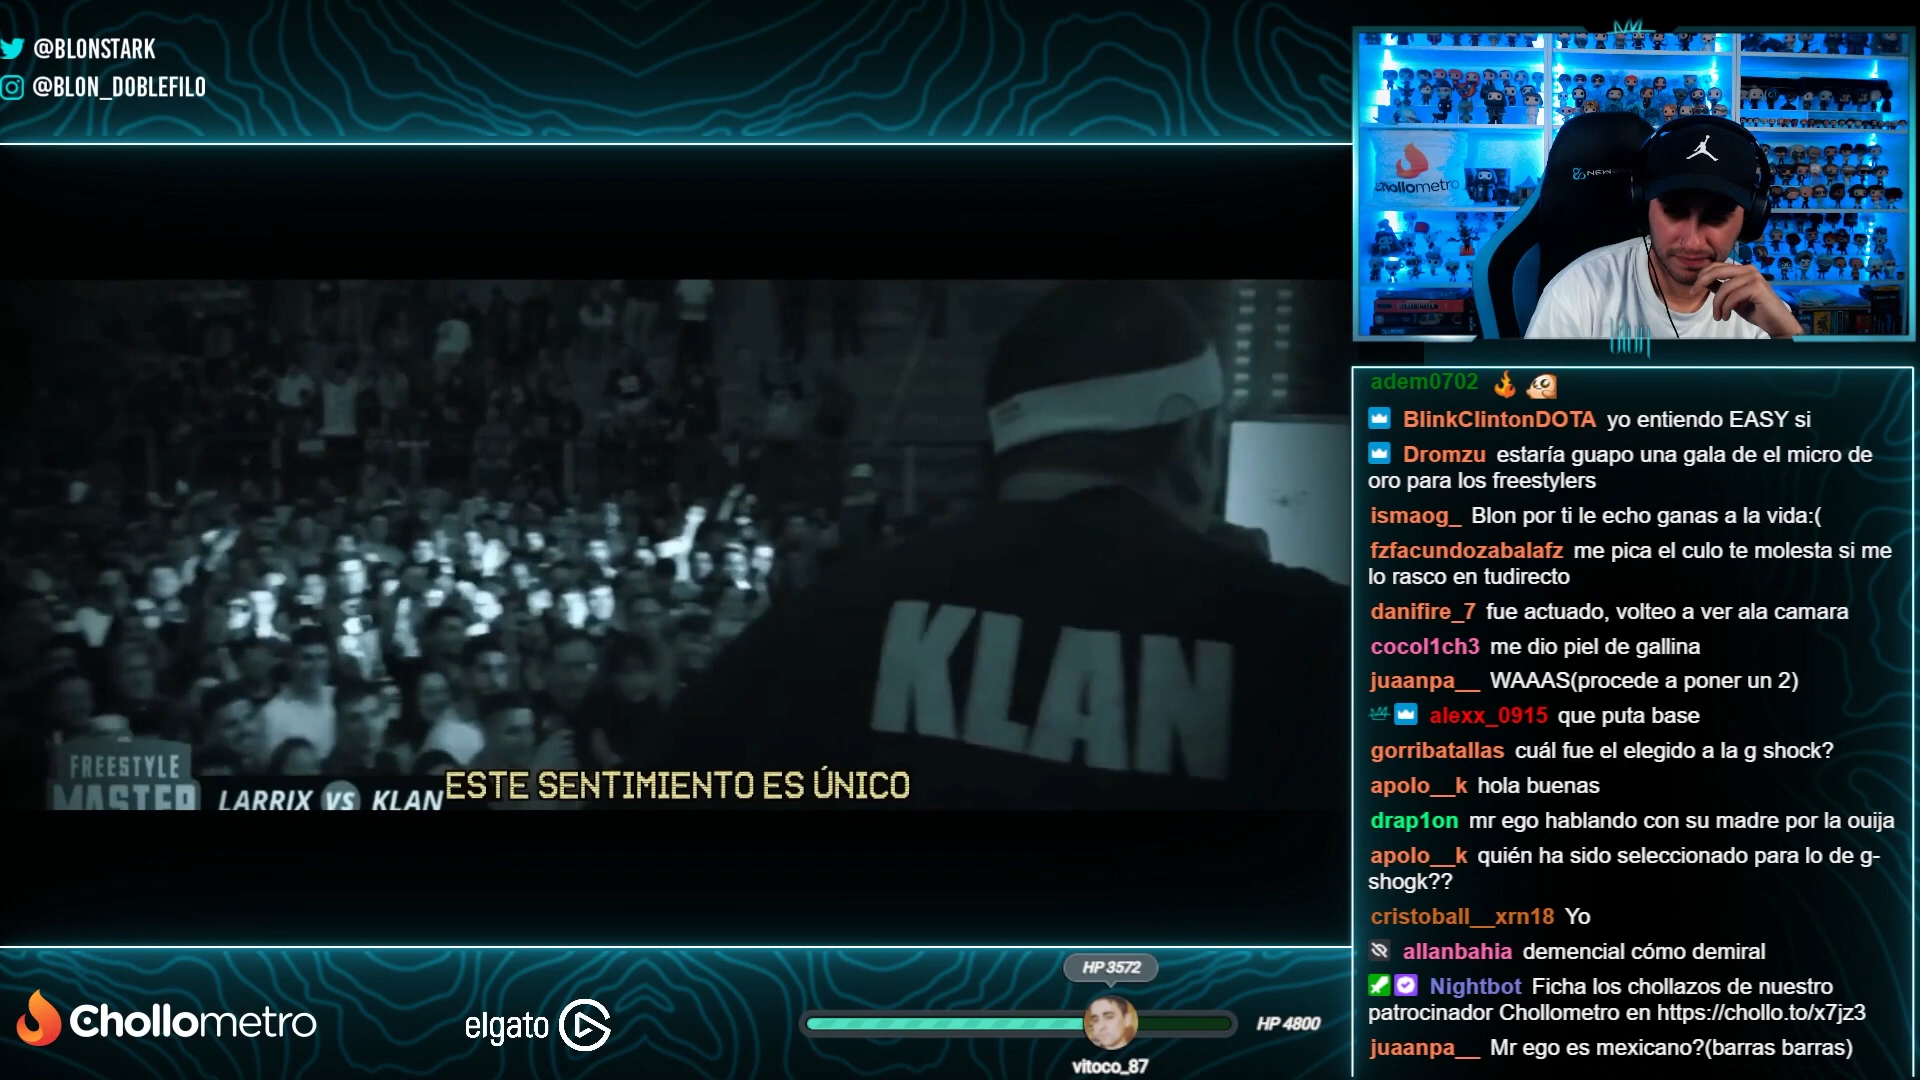 @BLONSTARK
@BLON_DOBLEFILO
Chollometro
KLAN
FREESTYLE
MASTER
LARRIX VS KLAN
ESTE SENTIMIENTO ES ÚNICO
adem0702
BlinkClintonDOTA yo entiendo EASY si
Dromzu estaría guapo una gala de el micro de
oro para los freestylers
ismaog_ Blon por ti le echo ganas a la vida:(
fzfacundozabalafz me pica el culo te molesta si me
lo rasco en tudirecto
danifire_7 fue actuado, volteo a ver ala camara
cocol1ch3 me dio piel de gallina
juaanpa__ WAAAS(procede a poner un 2)
alexx_0915 que puta base
gorribatallas cuál fue el elegido a la g shock?
apolo__k hola buenas
drap1on mr ego hablando con su madre por la ouija
apolo__k quién ha sido seleccionado para lo de g-
shogk??
cristoball__xrn18 Yo
allanbahia demencial cómo demiral
Nightbot Ficha los chollazos de nuestro
patrocinador Chollometro en https://chollo.to/x7jz3
juaanpa__ Mr ego es mexicano?(barras barras)
Chollometro
elgato
HP 3572
HP 4800
vitoco_87